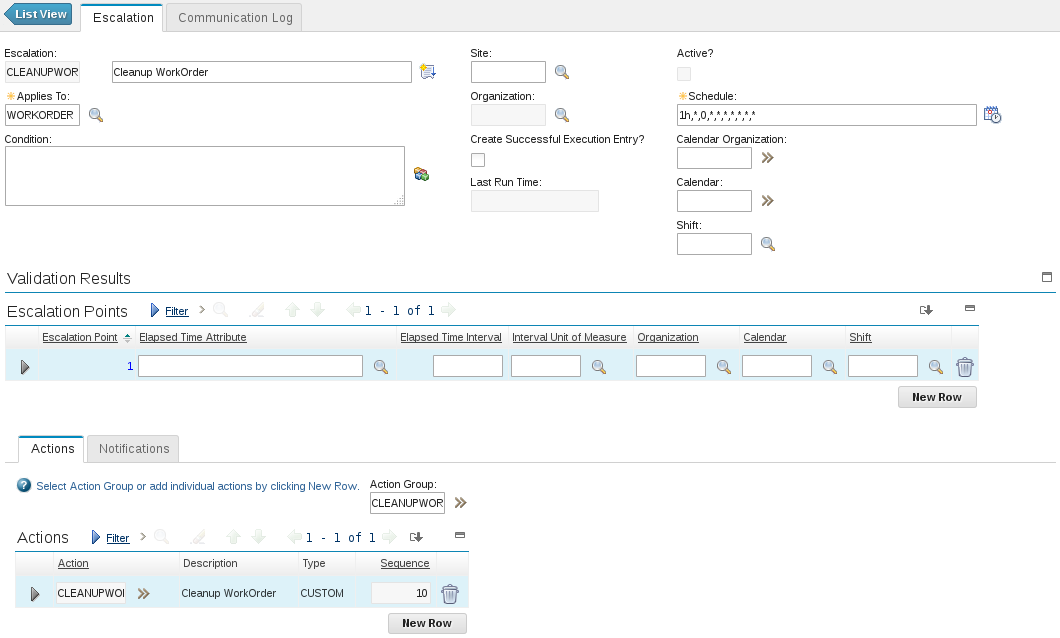 List View
Escalation
Communication Log
Escalation:
Site:
Active?
CLEANUPWOR
Cleanup WorkOrder
Applies To:
Organization:
Schedule:
WORKORDER
1h,*,0,*,*,*,*,*,*,*
Condition:
Create Successful Execution Entry?
Calendar Organization:
Last Run Time:
Calendar:
Shift:
Validation Results
Escalation Points Filter 1 - 1 of 1
Escalation Point Elapsed Time Attribute Elapsed Time Interval Interval Unit of Measure Organization Calendar Shift
1
New Row
Actions
Notifications
Select Action Group or add individual actions by clicking New Row.
Action Group:
CLEANUPWOR
Actions Filter 1 - 1 of 1
Action Description Type Sequence
CLEANUPWOI Cleanup WorkOrder CUSTOM 10
New Row